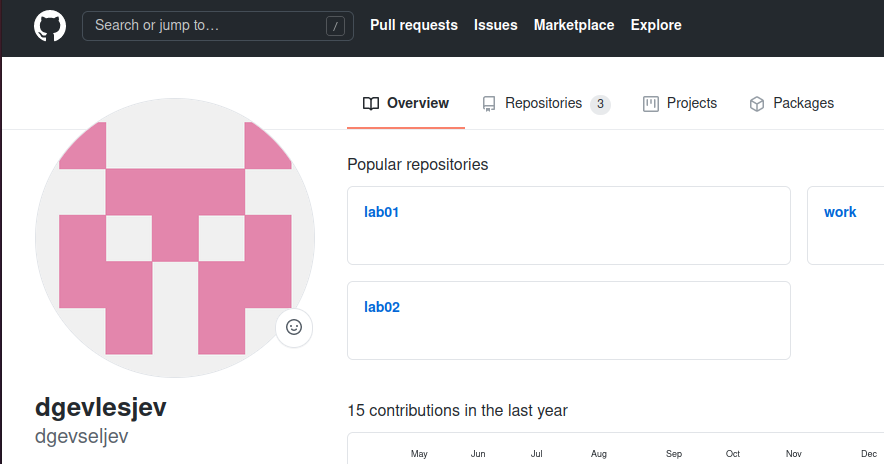 Search or jump to… / Pull requests Issues Marketplace Explore
Overview Repositories 3 Projects Packages
Popular repositories
lab01 work
lab02
dgevlesjev
dgevseljev
15 contributions in the last year
May Jun Jul Aug Sep Oct Nov Dec